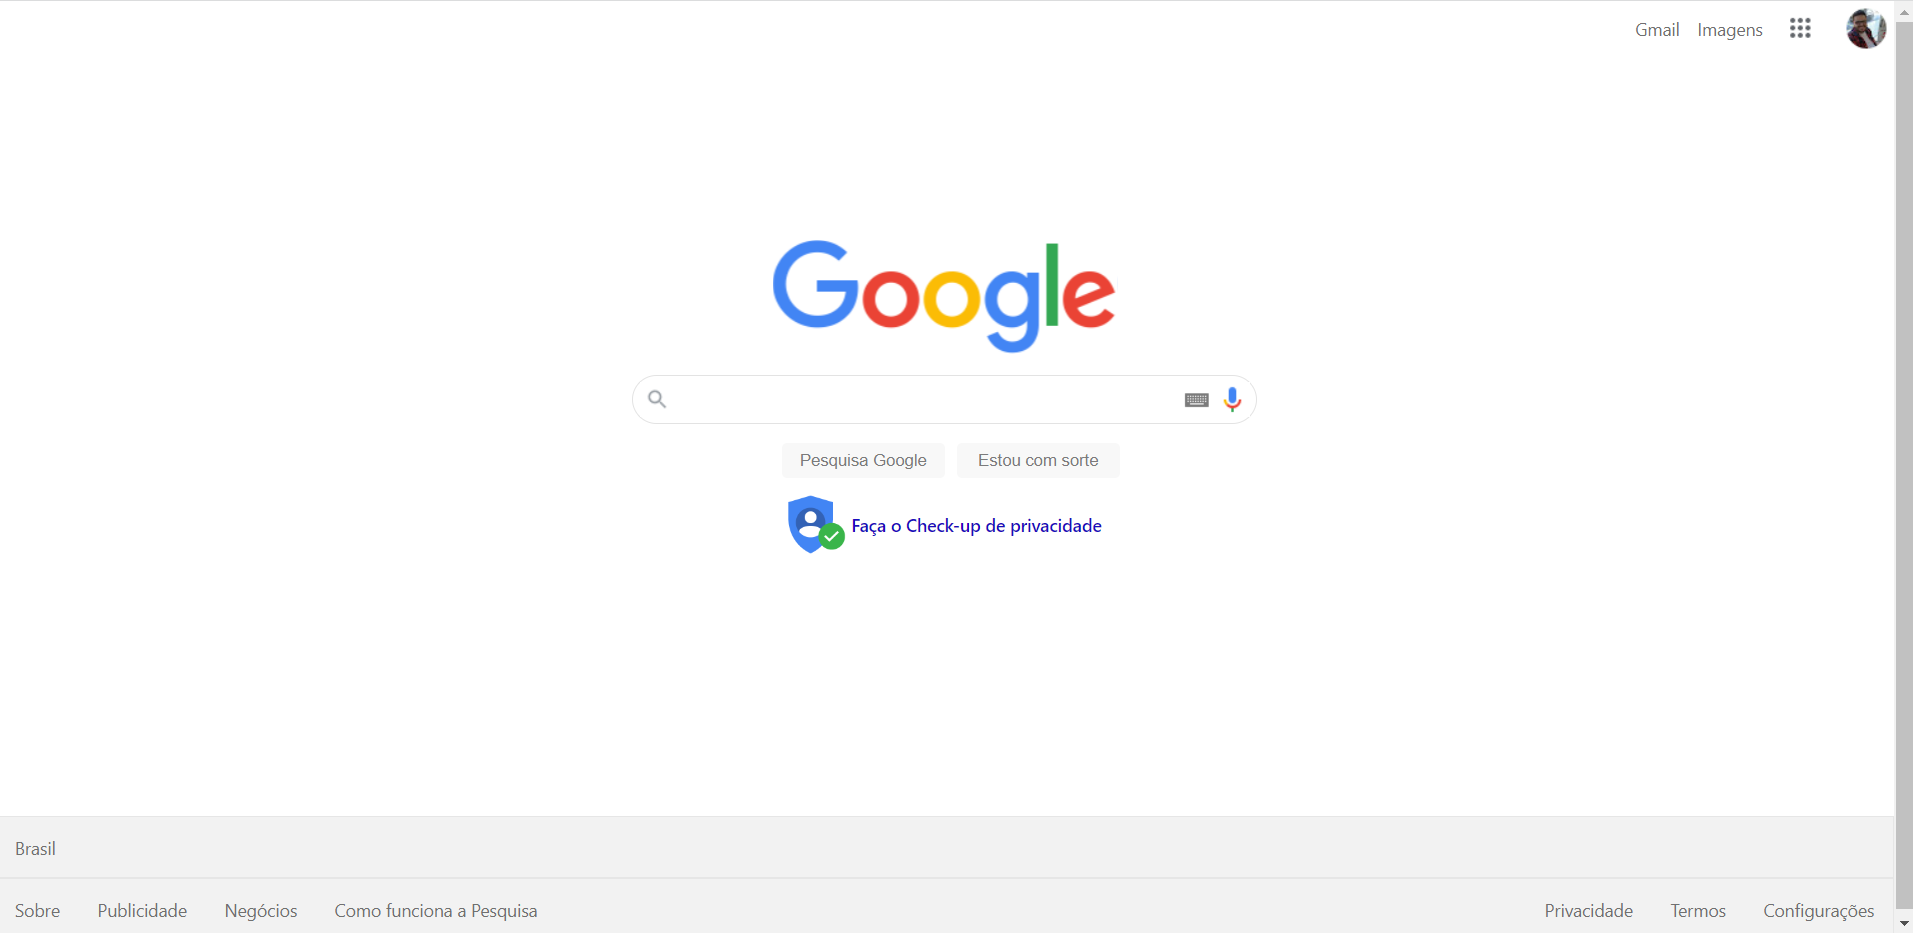 Gmail Imagens
Google
Pesquisa Google Estou com sorte
Faça o Check-up de privacidade
Brasil
Sobre Publicidade Negócios Como funciona a Pesquisa Privacidade Termos Configurações